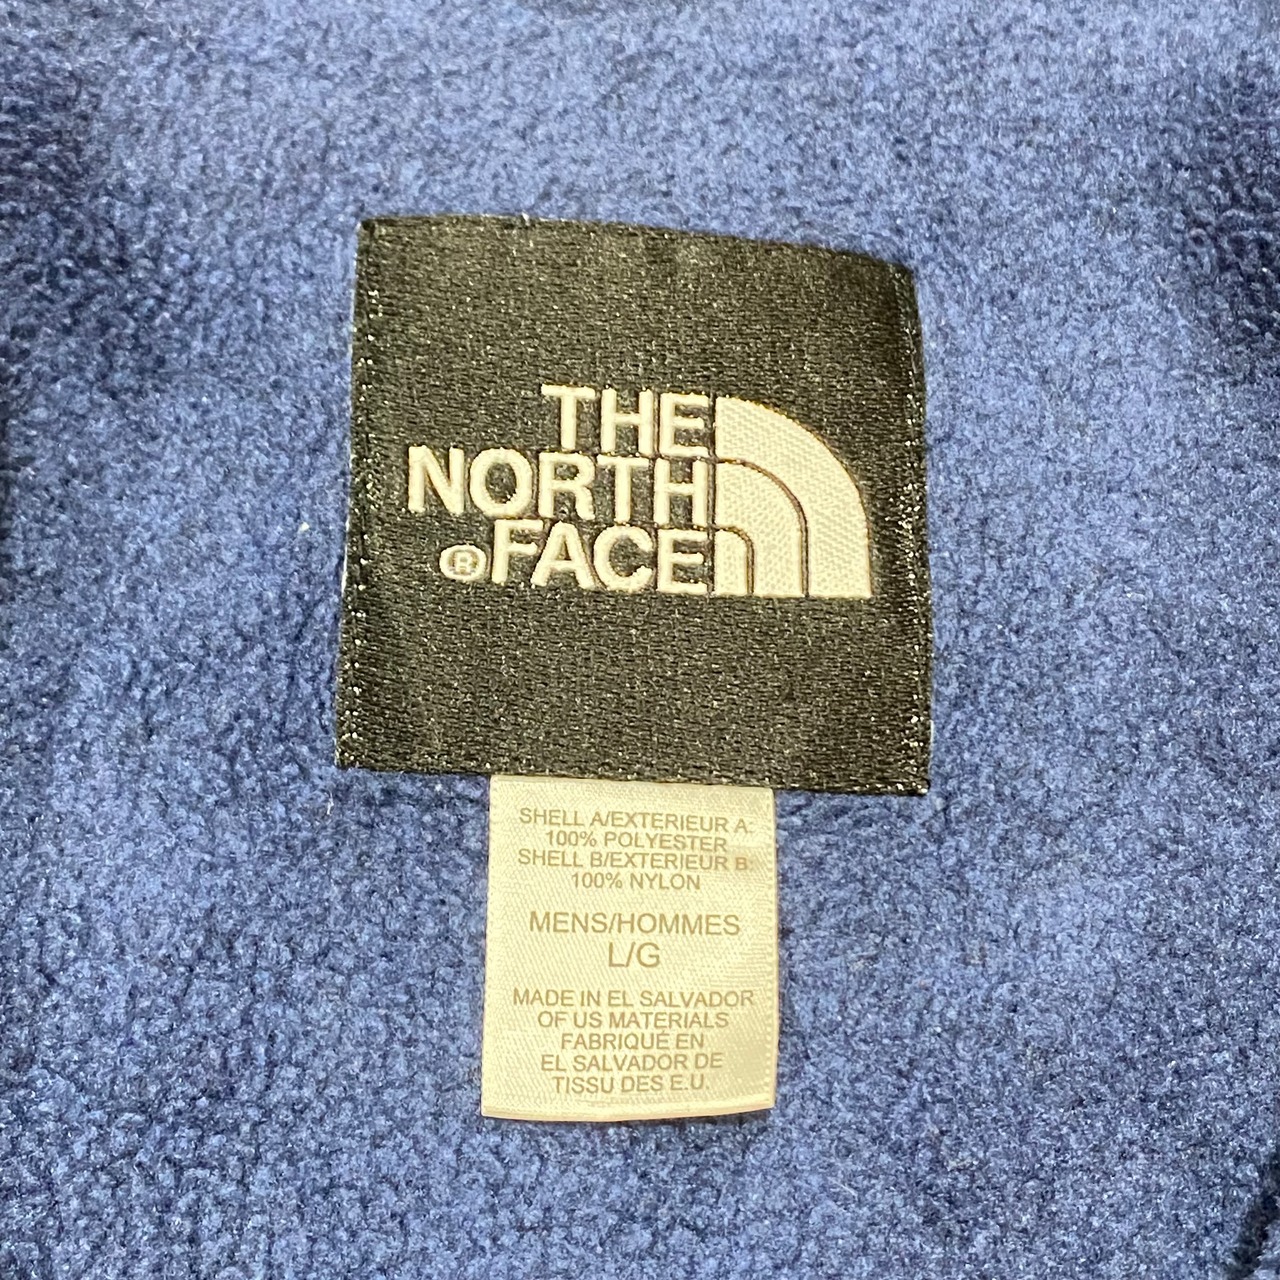 THE
NORTH
®FACE
SHELL A/EXTERIEUR A:
100% POLYESTER
SHELL B/EXTERIEUR B:
100% NYLON
MENS/HOMMES
L/G
MADE IN EL SALVADOR
OF US MATERIALS
FABRIQUÉ EN
EL SALVADOR DE
TISSU DES E.U.